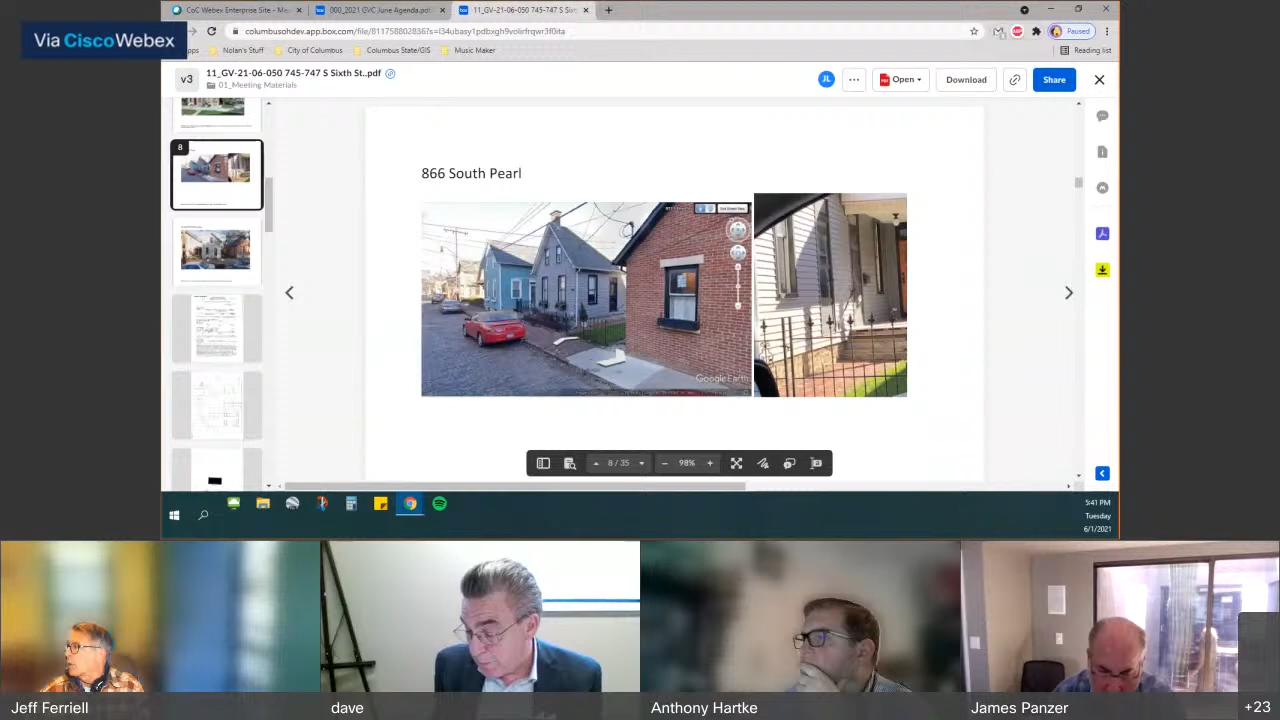 Via Cisco Webex
CoC Webex Enterprise Site - Me
000_2021 GVC June Agenda.pdf
11_GV-21-06-050 745-747 S Sixt
columbusohdev.app.box.com/file/811758802836?s=l34ubasy1pdbxgh9volirfrqwr3f0ita
Paused
pps
Nolan's Stuff
City of Columbus
Columbus State/GIS
Music Maker
Reading list
v3
11_GV-21-06-050 745-747 S Sixth St..pdf
01_Meeting Materials
JL
Open
Download
Share
8
866 South Pearl
Google Earth
8 / 35
98%
5:41 PM
Tuesday
6/1/2021
Jeff Ferriell
dave
Anthony Hartke
James Panzer
+23